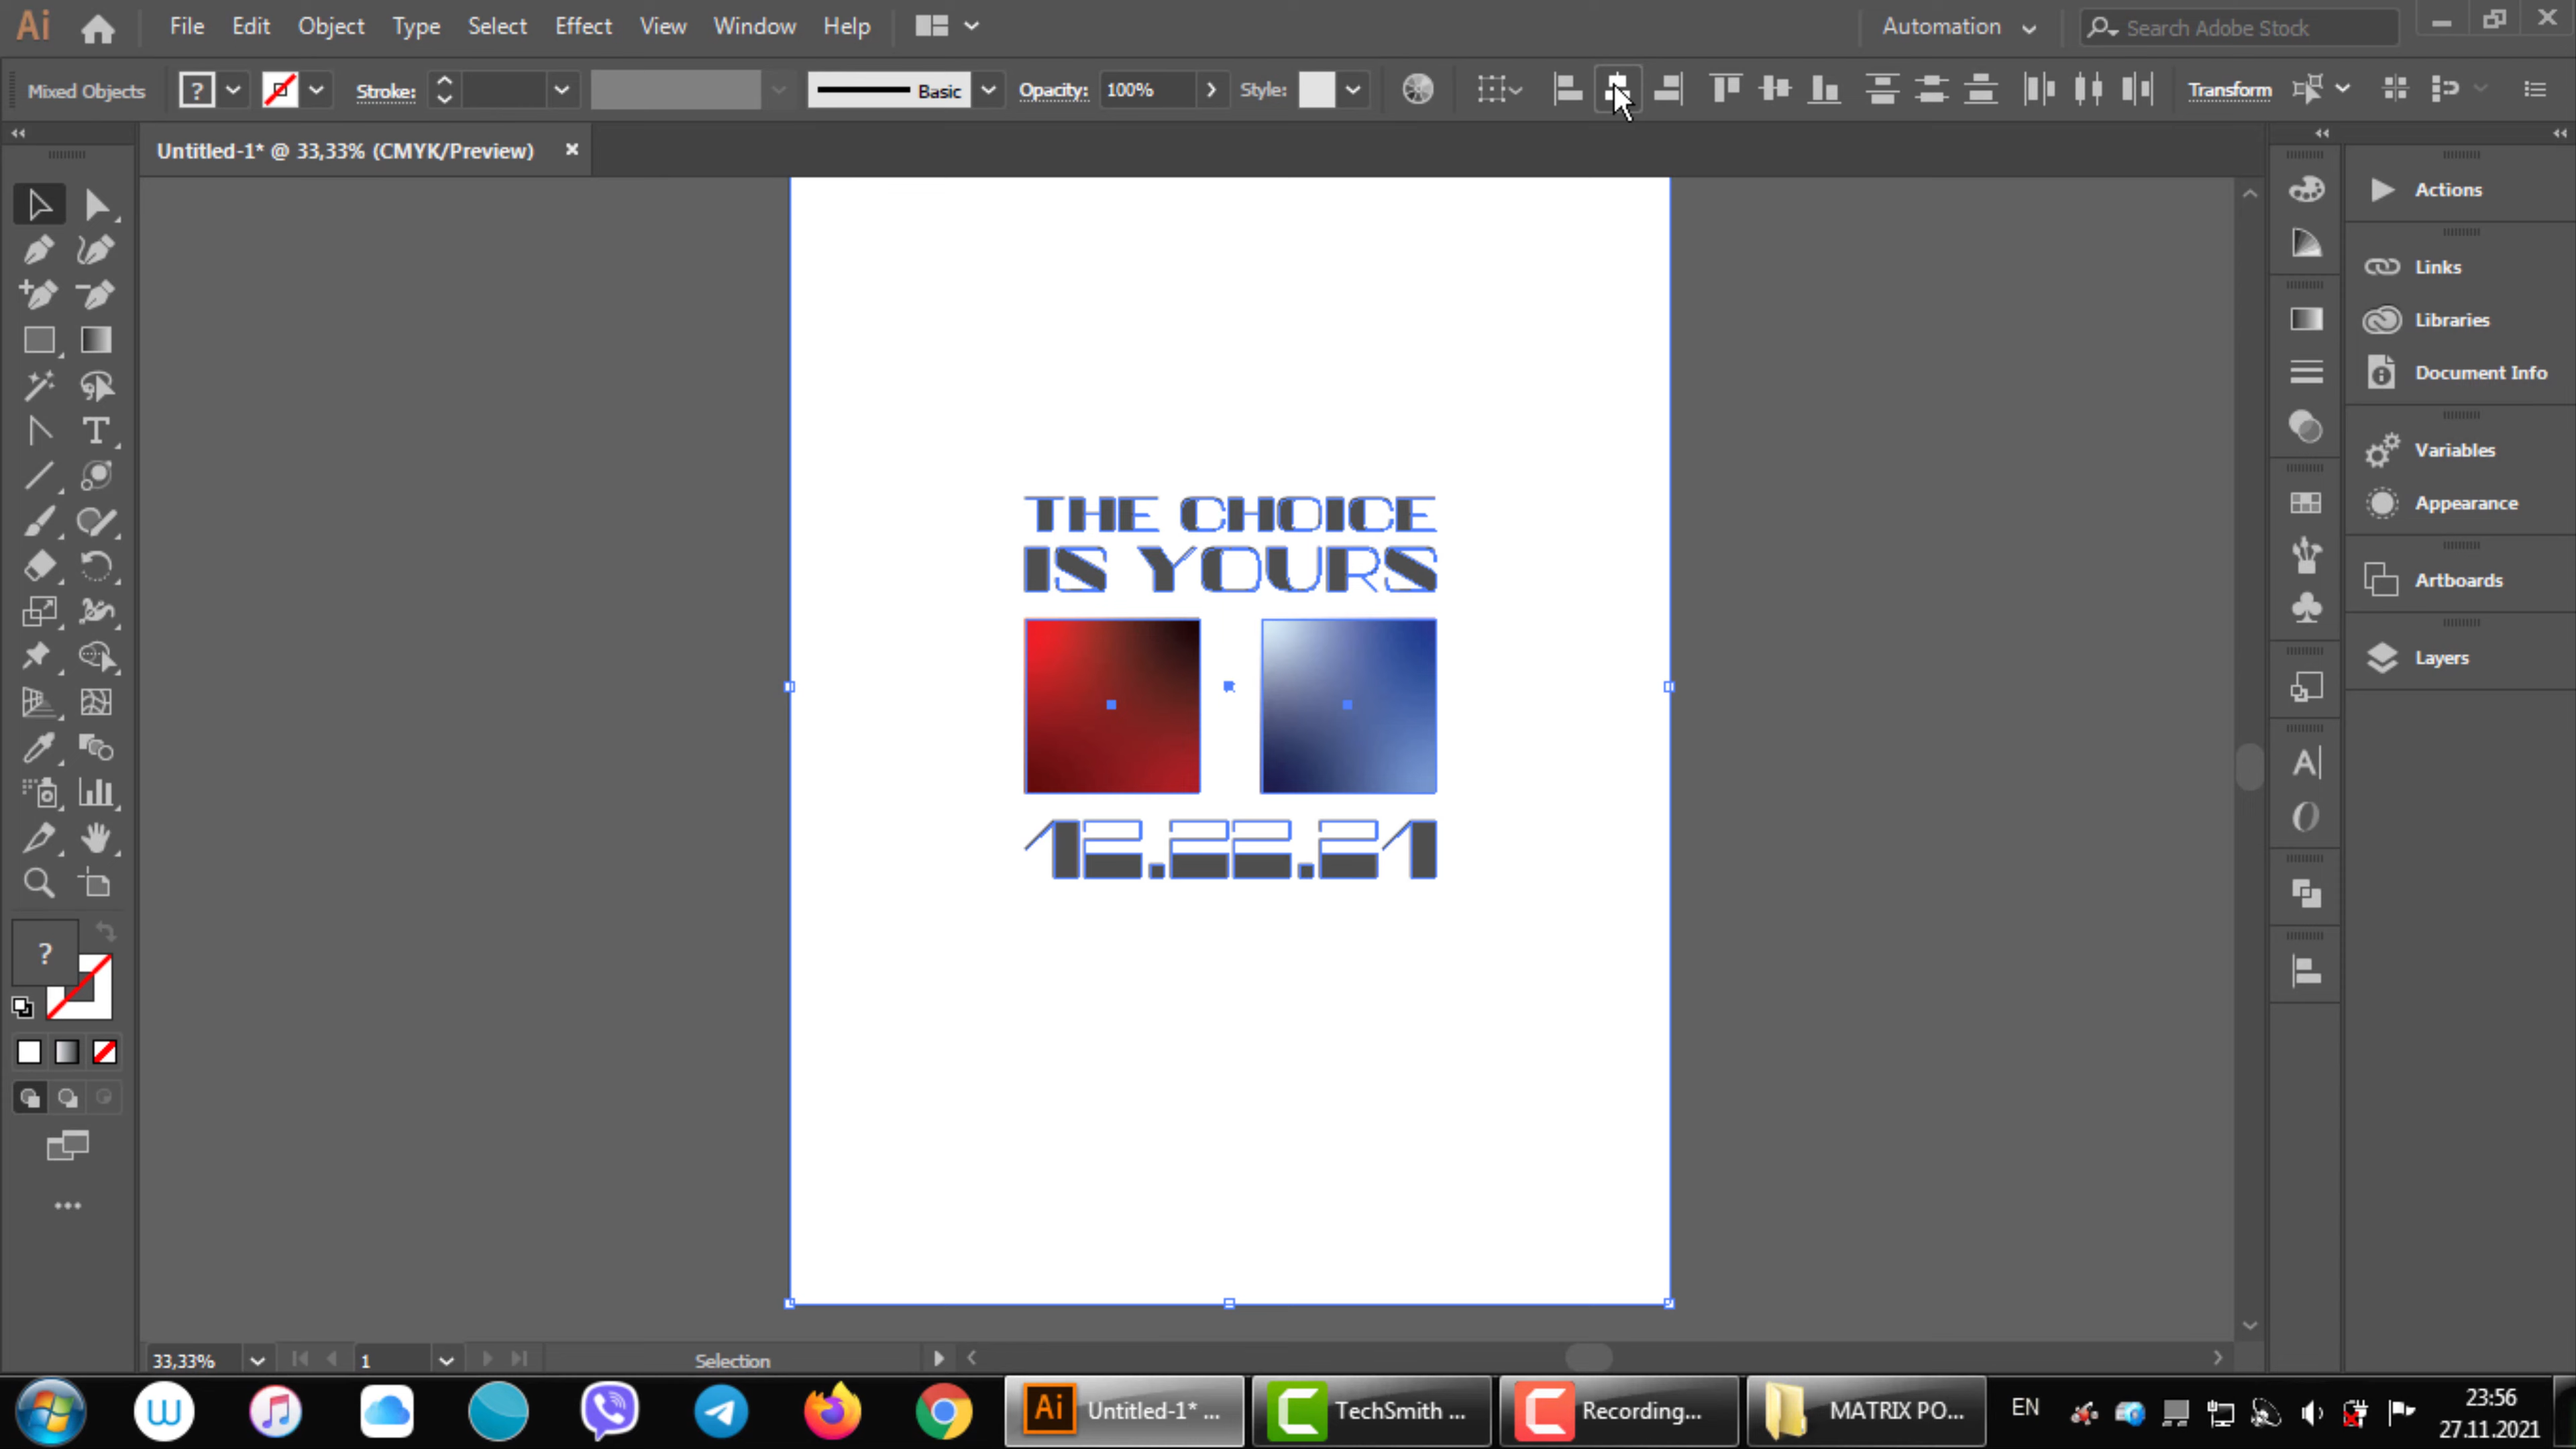 Ai File Edit Object Type Select Effect View Window Help Automation Search Adobe Stock
Mixed Objects ? Stroke: Basic Opacity: 100% Style: Transform
Untitled-1* @ 33,33% (CMYK/Preview)
Actions
Links
Libraries
Document Info
Variables
Appearance
Artboards
Layers
T
THE CHOICE
IS YOURS
12.22.21
?
A
O
33,33% 1 Selection
Ai Untitled-1* ... TechSmith ... Recording... MATRIX PO... EN 23:56
27.11.2021